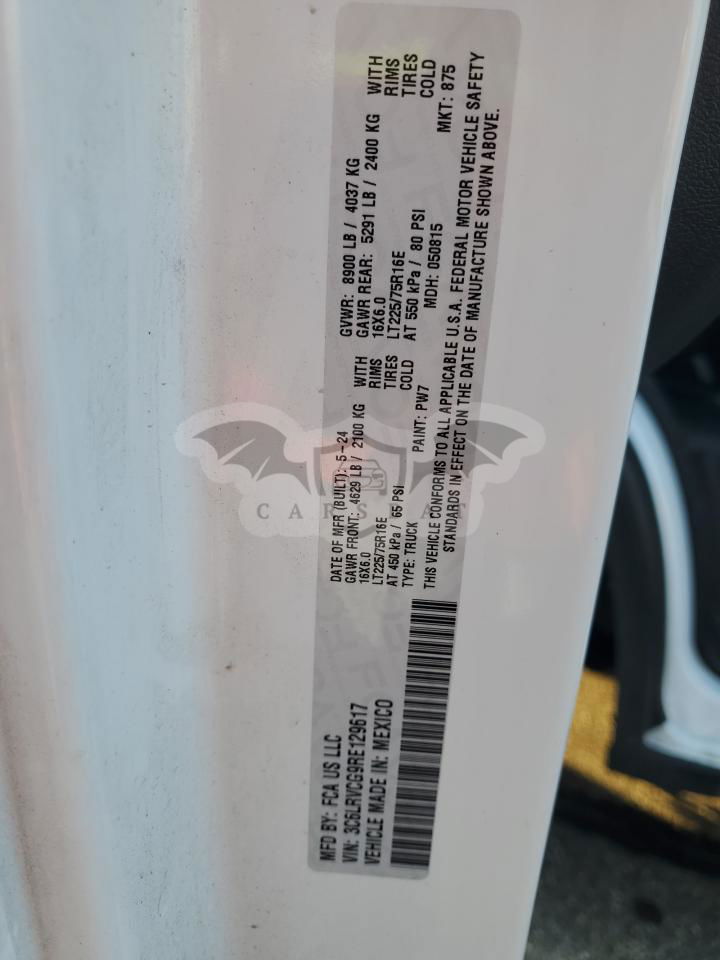 MFD BY: FCA US LLC
VIN: 3C6LRVCG9RE129617
VEHICLE MADE IN: MEXICO
DATE OF MFR (BUILT): 5-24
GAWR FRONT: 4629 LB / 2100 KG WITH
16X6.0 RIMS
LT225/75R16E TIRES
AT 450 kPa / 65 PSI COLD
TYPE: TRUCK PAINT: PW7
GVWR: 8900 LB / 4037 KG
GAWR REAR: 5291 LB / 2400 KG WITH
16X6.0 RIMS
LT225/75R16E TIRES
AT 550 kPa / 80 PSI COLD
MDH: 050815 MKT: 875
THIS VEHICLE CONFORMS TO ALL APPLICABLE U.S.A. FEDERAL MOTOR VEHICLE SAFETY
STANDARDS IN EFFECT ON THE DATE OF MANUFACTURE SHOWN ABOVE.